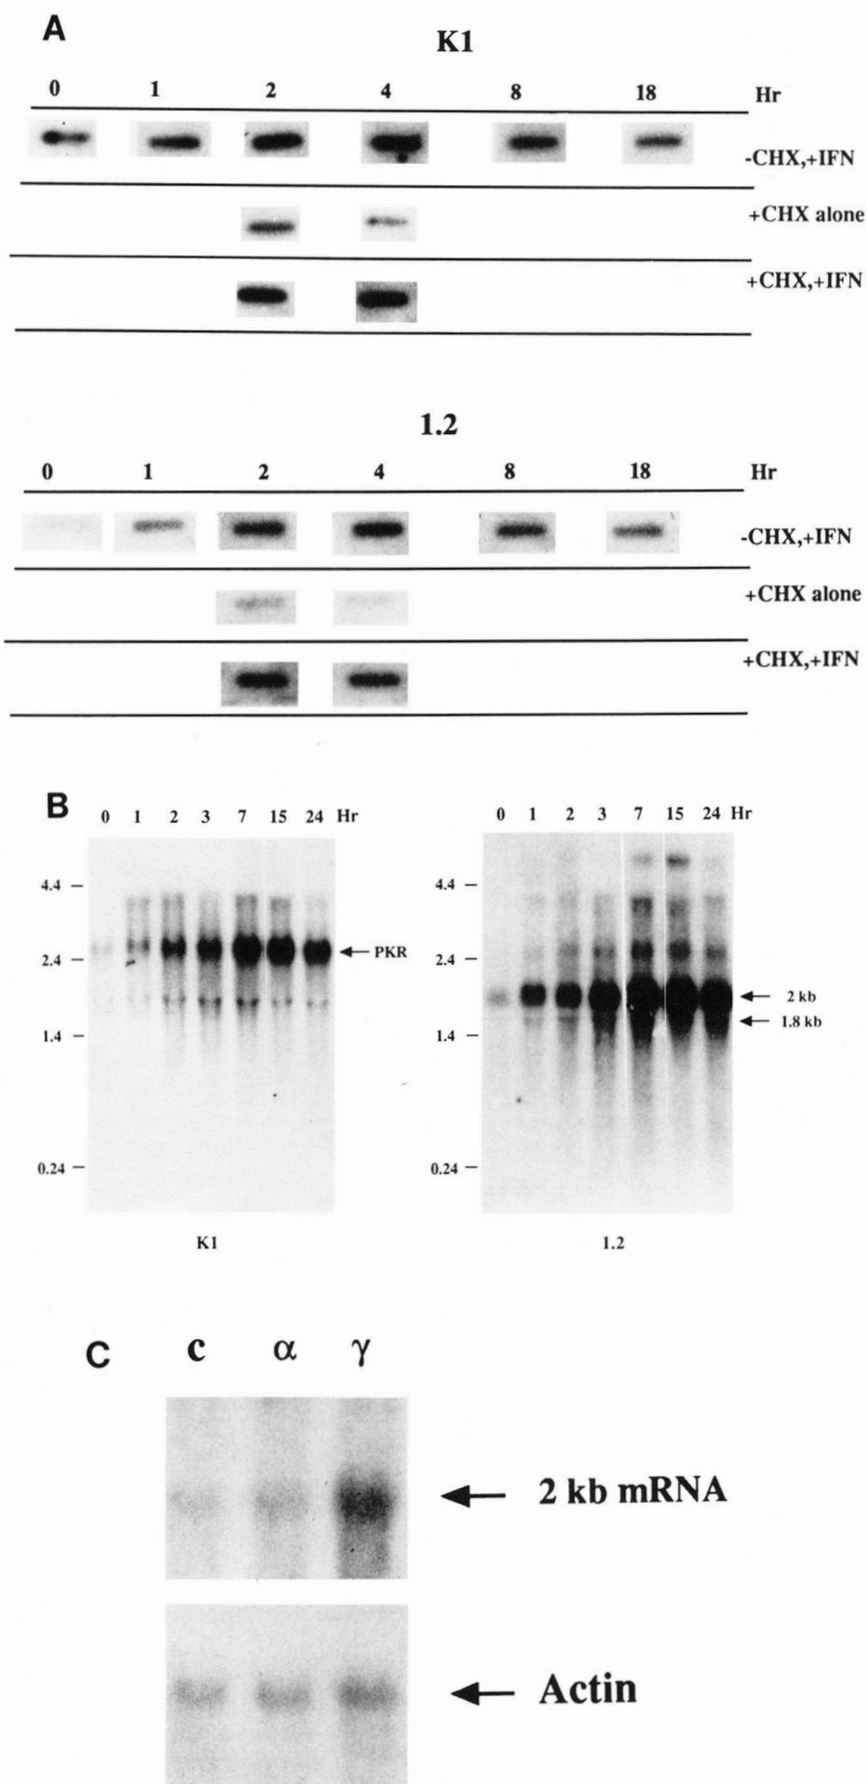 A
K1
0 1 2 4 8 18 Hr
-CHX,+IFN
+CHX alone
+CHX,+IFN
1.2
0 1 2 4 8 18 Hr
-CHX,+IFN
+CHX alone
+CHX,+IFN
B
0 1 2 3 7 15 24 Hr
4.4
2.4
PKR
1.4
0.24
K1
0 1 2 3 7 15 24 Hr
4.4
2.4
2 kb
1.8 kb
1.4
0.24
1.2
C
c α γ
2 kb mRNA
Actin